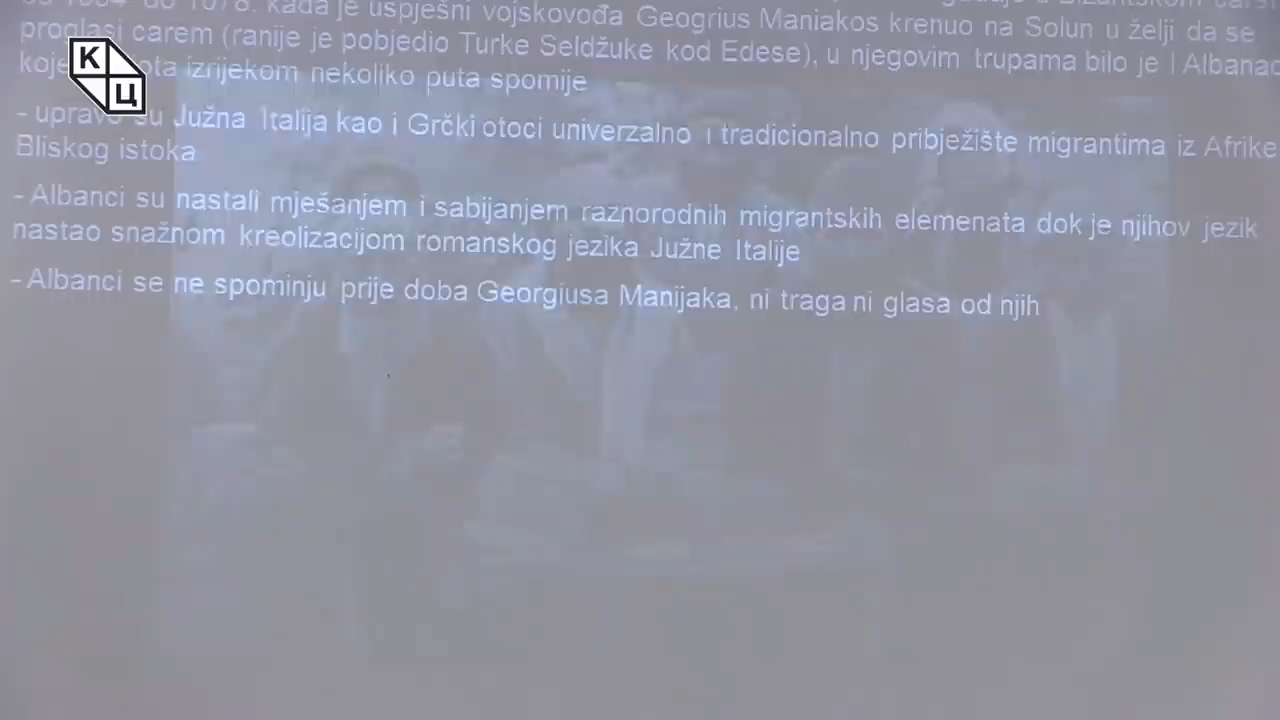 1078. kada je uspješni vojskovođa Geogrius Maniakos krenuo na Solun u želji da se
proglasi carem (ranije je pobjedio Turke Seldžuke kod Edese), u njegovim trupama bilo je I
izrijekom nekoliko puta spomije
К
Ц
- upravo su Južna Italija kao i Grčki otoci univerzalno i tradicionalno pribježište migrantima iz Afrike
Bliskog istoka
- Albanci su nastali mješanjem i sabijanjem raznorodnih migrantskih elemenata dok je njihov jezik
nastao snažnom kreolizacijom romanskog jezika Južne Italije
- Albanci se ne spominju prije doba Georgiusa Manijaka, ni traga ni glasa od njih